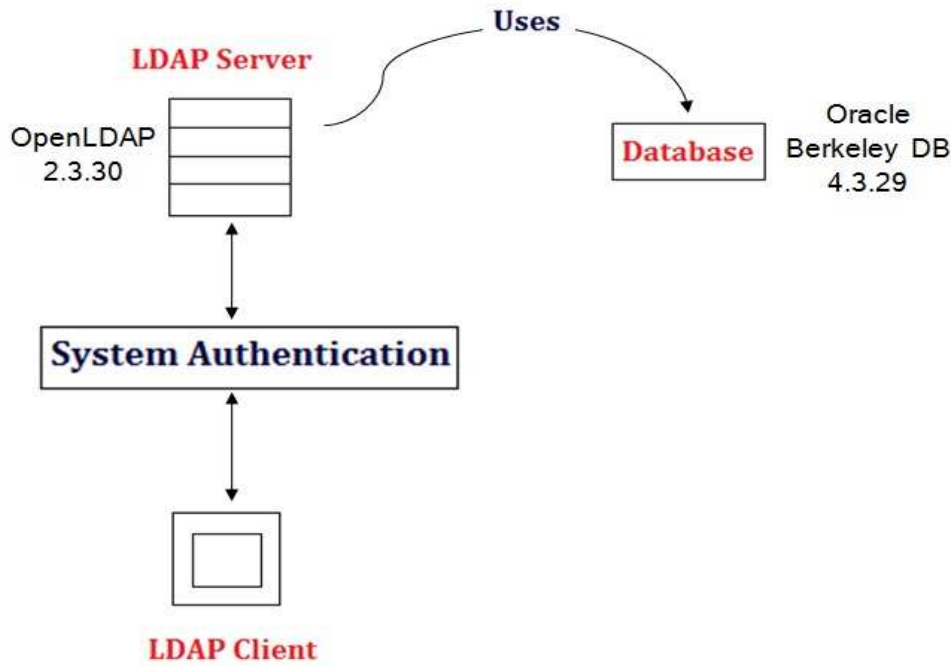 Uses
LDAP Server
OpenLDAP
2.3.30
Database
Oracle
Berkeley DB
4.3.29
System Authentication
LDAP Client